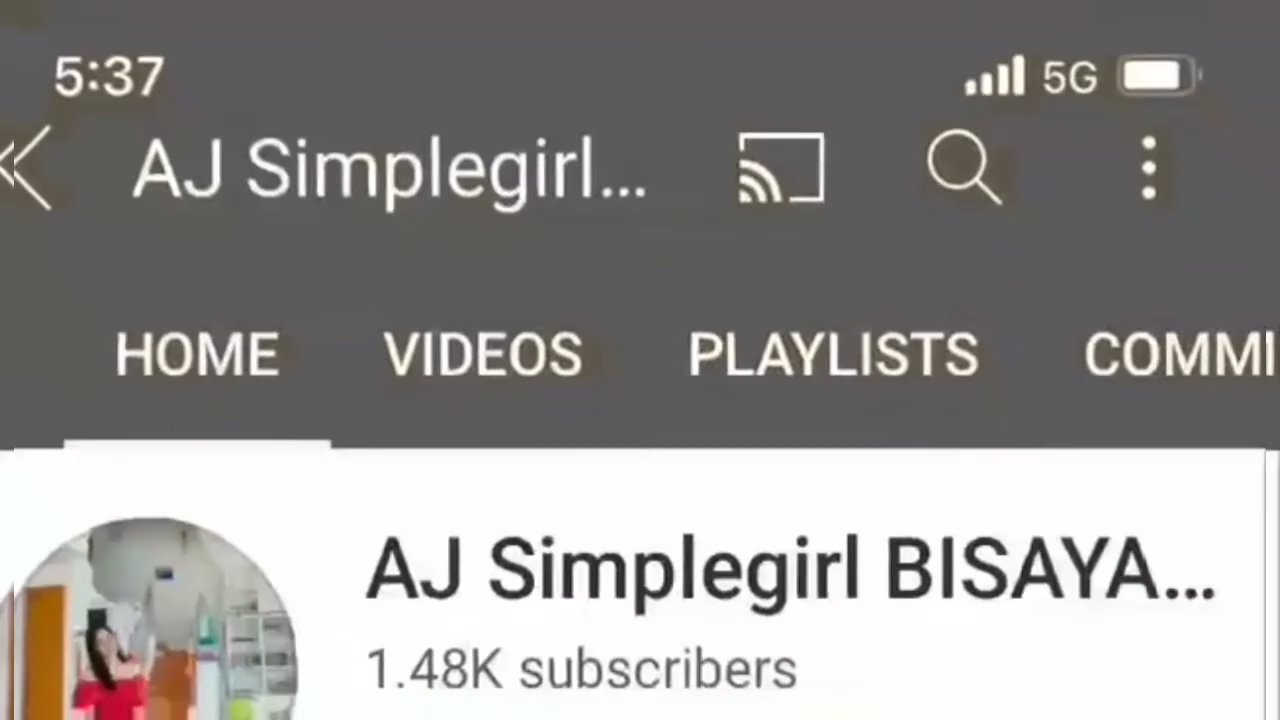 5:37 5G
AJ Simplegirl...
HOME VIDEOS PLAYLISTS COMMI
AJ Simplegirl BISAYA...
1.48K subscribers